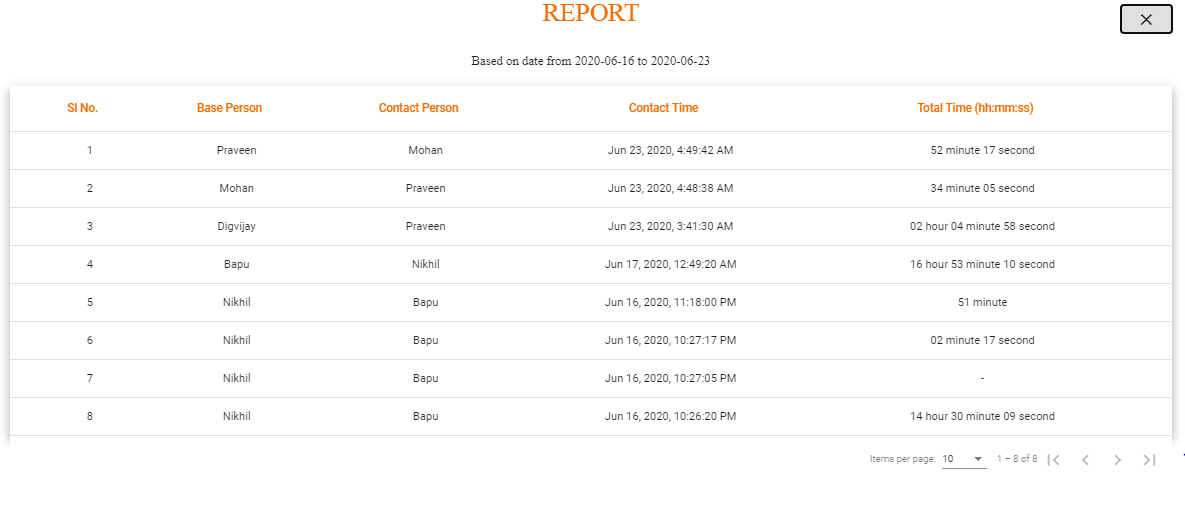 REPORT
Based on date from 2020-06-16 to 2020-06-23
Sl No. Base Person Contact Person Contact Time Total Time (hh:mm:ss)
1 Praveen Mohan Jun 23, 2020, 4:49:42 AM 52 minute 17 second
2 Mohan Praveen Jun 23, 2020, 4:48:38 AM 34 minute 05 second
3 Digvijay Praveen Jun 23, 2020, 3:41:30 AM 02 hour 04 minute 58 second
4 Bapu Nikhil Jun 17, 2020, 12:49:20 AM 16 hour 53 minute 10 second
5 Nikhil Bapu Jun 16, 2020, 11:18:00 PM 51 minute
6 Nikhil Bapu Jun 16, 2020, 10:27:17 PM 02 minute 17 second
7 Nikhil Bapu Jun 16, 2020, 10:27:05 PM -
8 Nikhil Bapu Jun 16, 2020, 10:26:20 PM 14 hour 30 minute 09 second
Items per page: 10 1 – 8 of 8